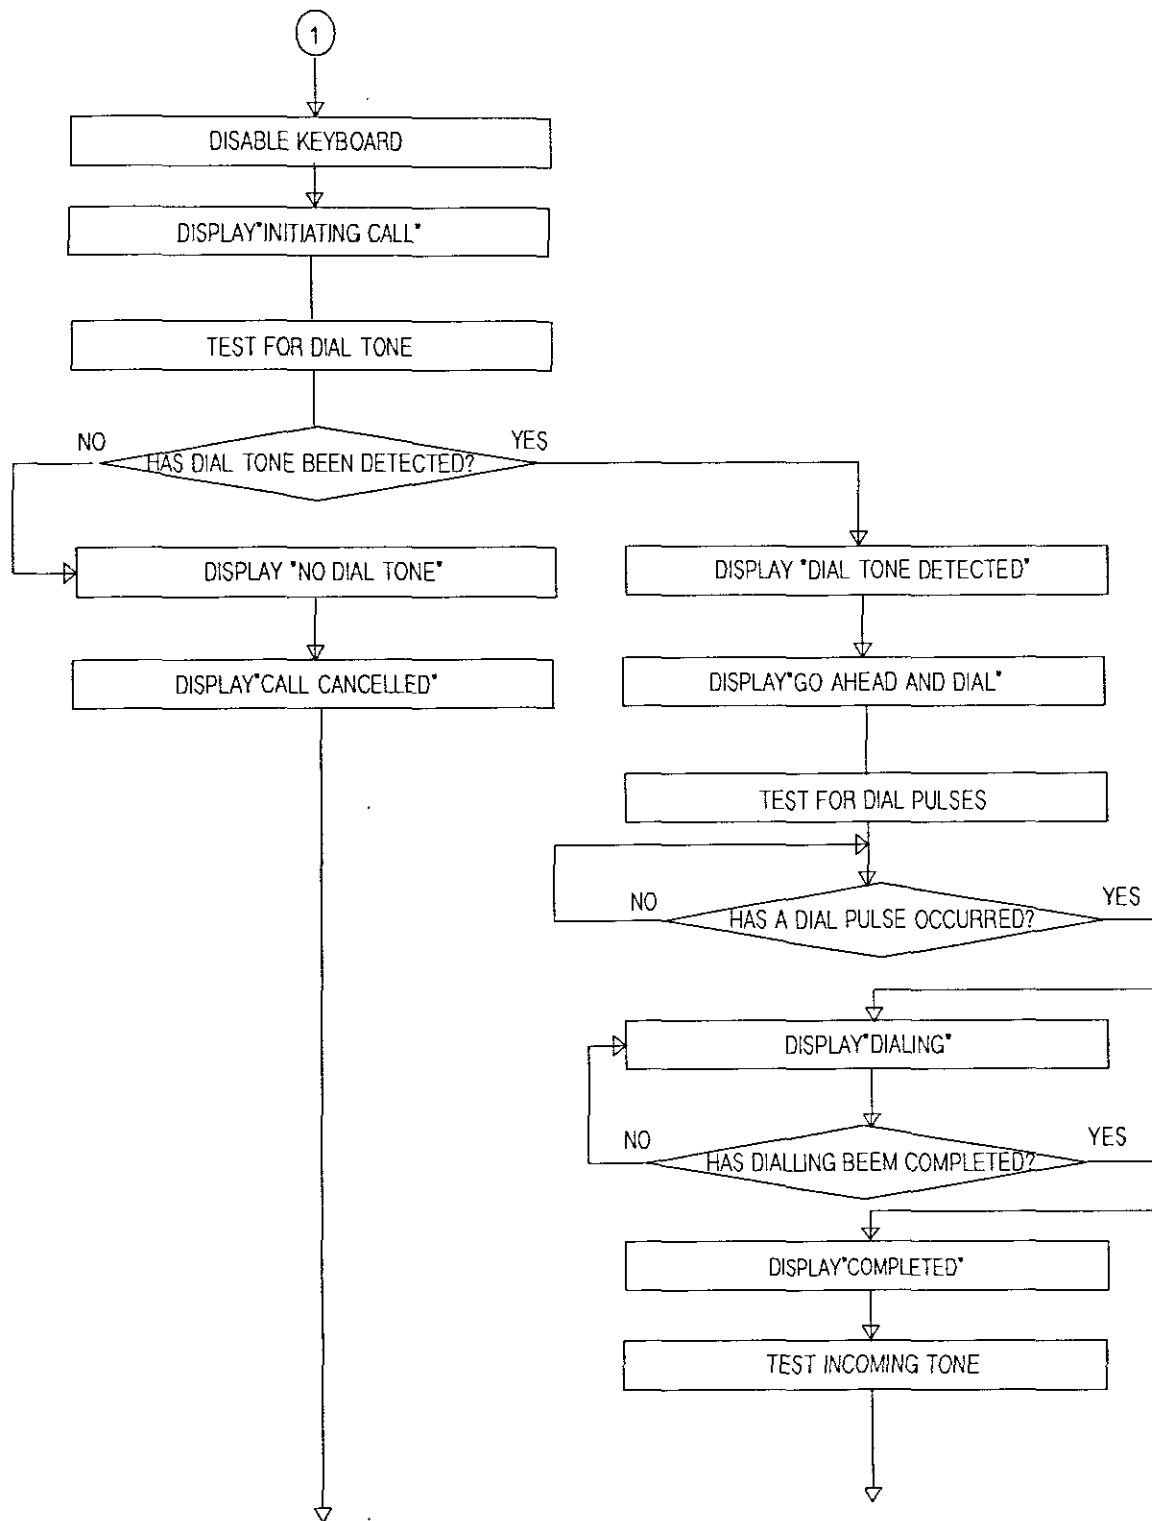 1
DISABLE KEYBOARD
DISPLAY"INITIATING CALL"
TEST FOR DIAL TONE
NO
YES
HAS DIAL TONE BEEN DETECTED?
DISPLAY "NO DIAL TONE"
DISPLAY "DIAL TONE DETECTED"
DISPLAY"CALL CANCELLED"
DISPLAY"GO AHEAD AND DIAL"
TEST FOR DIAL PULSES
NO
YES
HAS A DIAL PULSE OCCURRED?
DISPLAY"DIALING"
NO
YES
HAS DIALLING BEEM COMPLETED?
DISPLAY"COMPLETED"
TEST INCOMING TONE